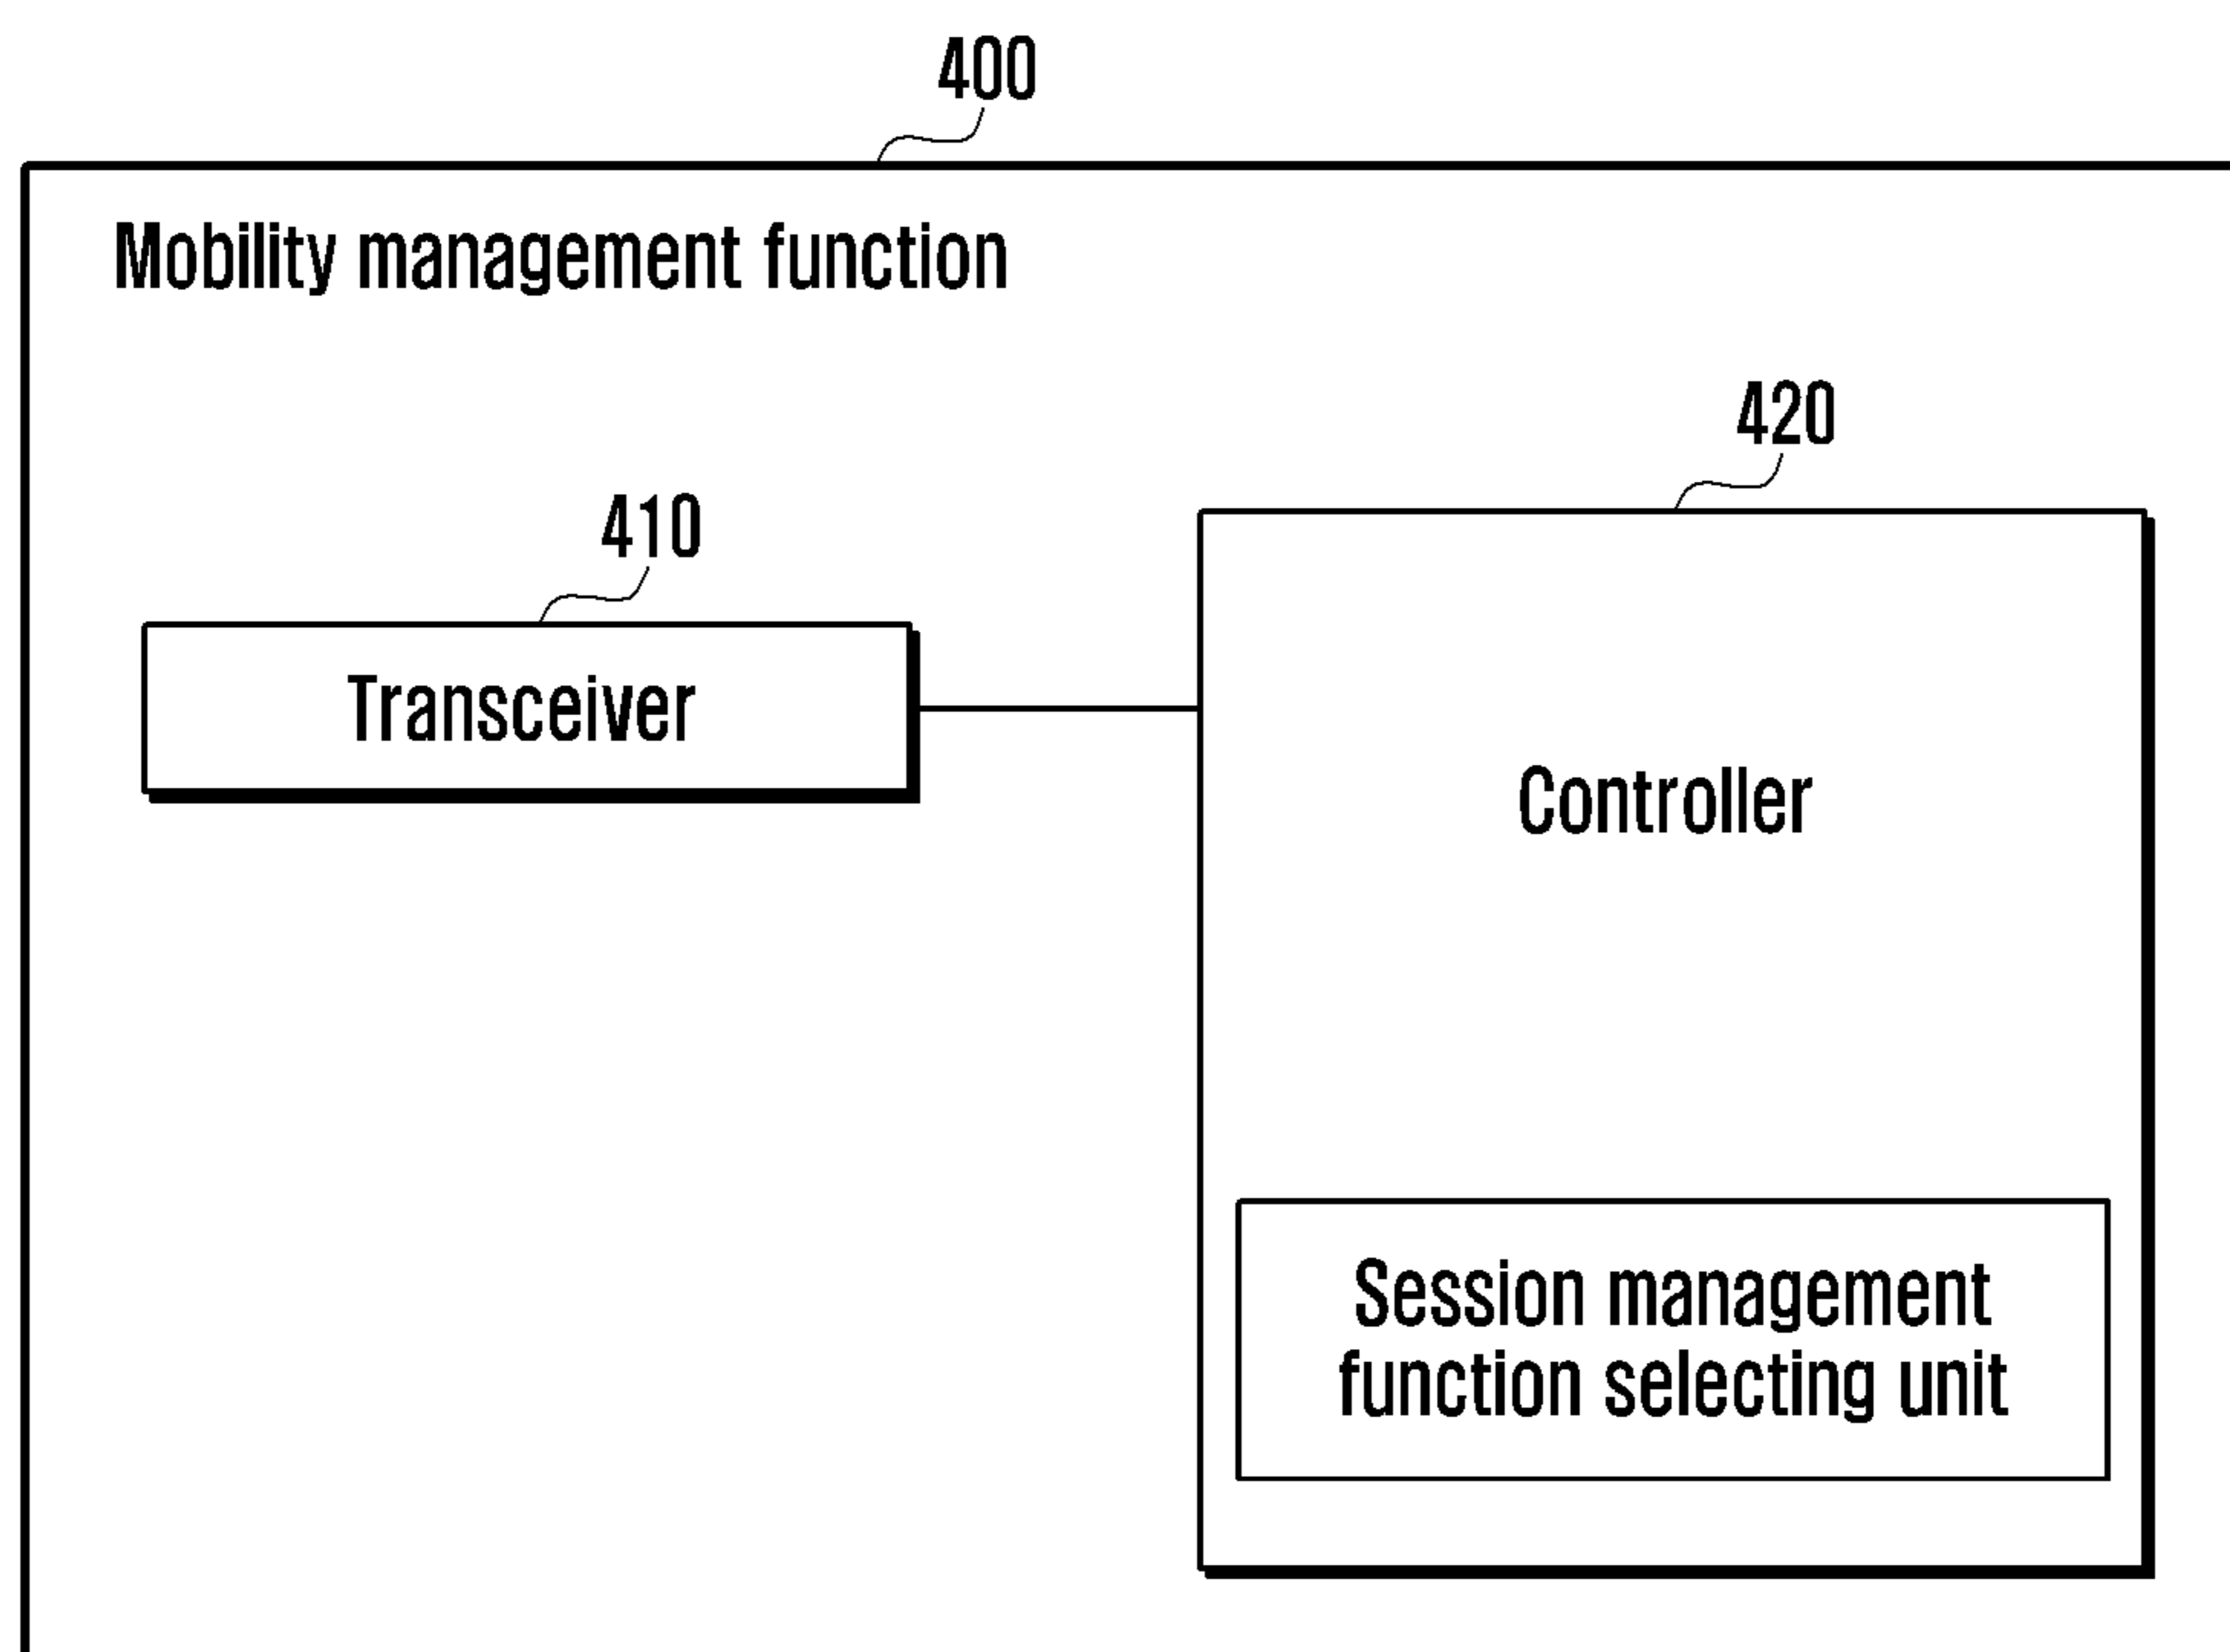 400
Mobility management function
420
410
Transceiver
Controller
Session management
function selecting unit